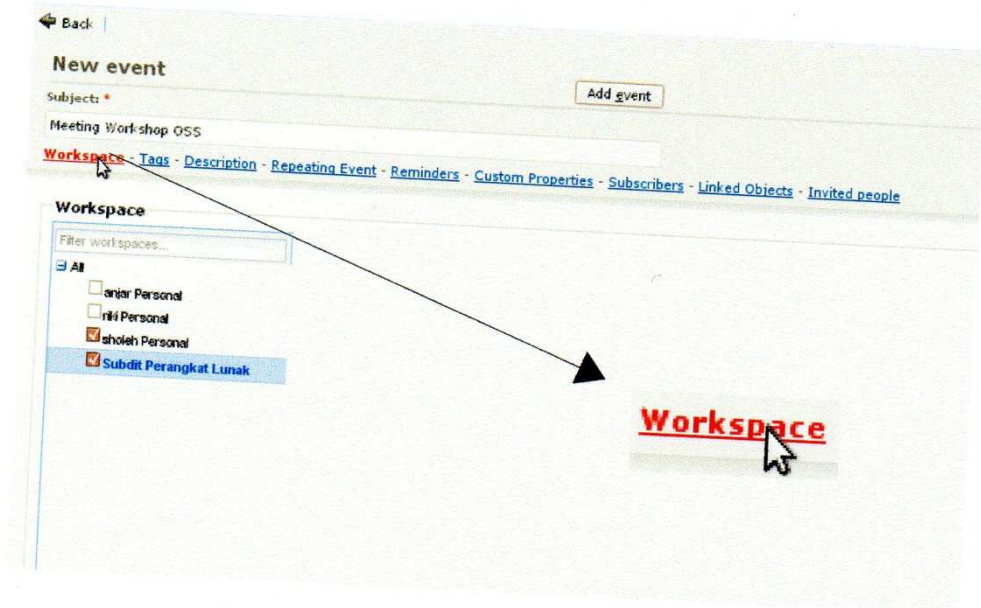 Back |
New event
Add event
Subject: *
Meeting Workshop OSS
Workspace - Tags - Description - Repeating Event - Reminders - Custom Properties - Subscribers - Linked Objects - Invited people
Workspace
Filter workspaces...
All
anjar Personal
riki Personal
sholeh Personal
Subdit Perangkat Lunak
Workspace